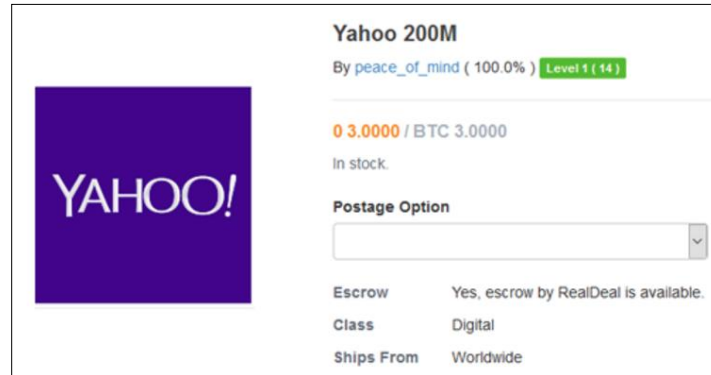 YAHOO!
Yahoo 200M
By peace_of_mind ( 100.0% ) Level 1 ( 14 )
0 3.0000 / BTC 3.0000
In stock.
Postage Option
Escrow Yes, escrow by RealDeal is available.
Class Digital
Ships From Worldwide